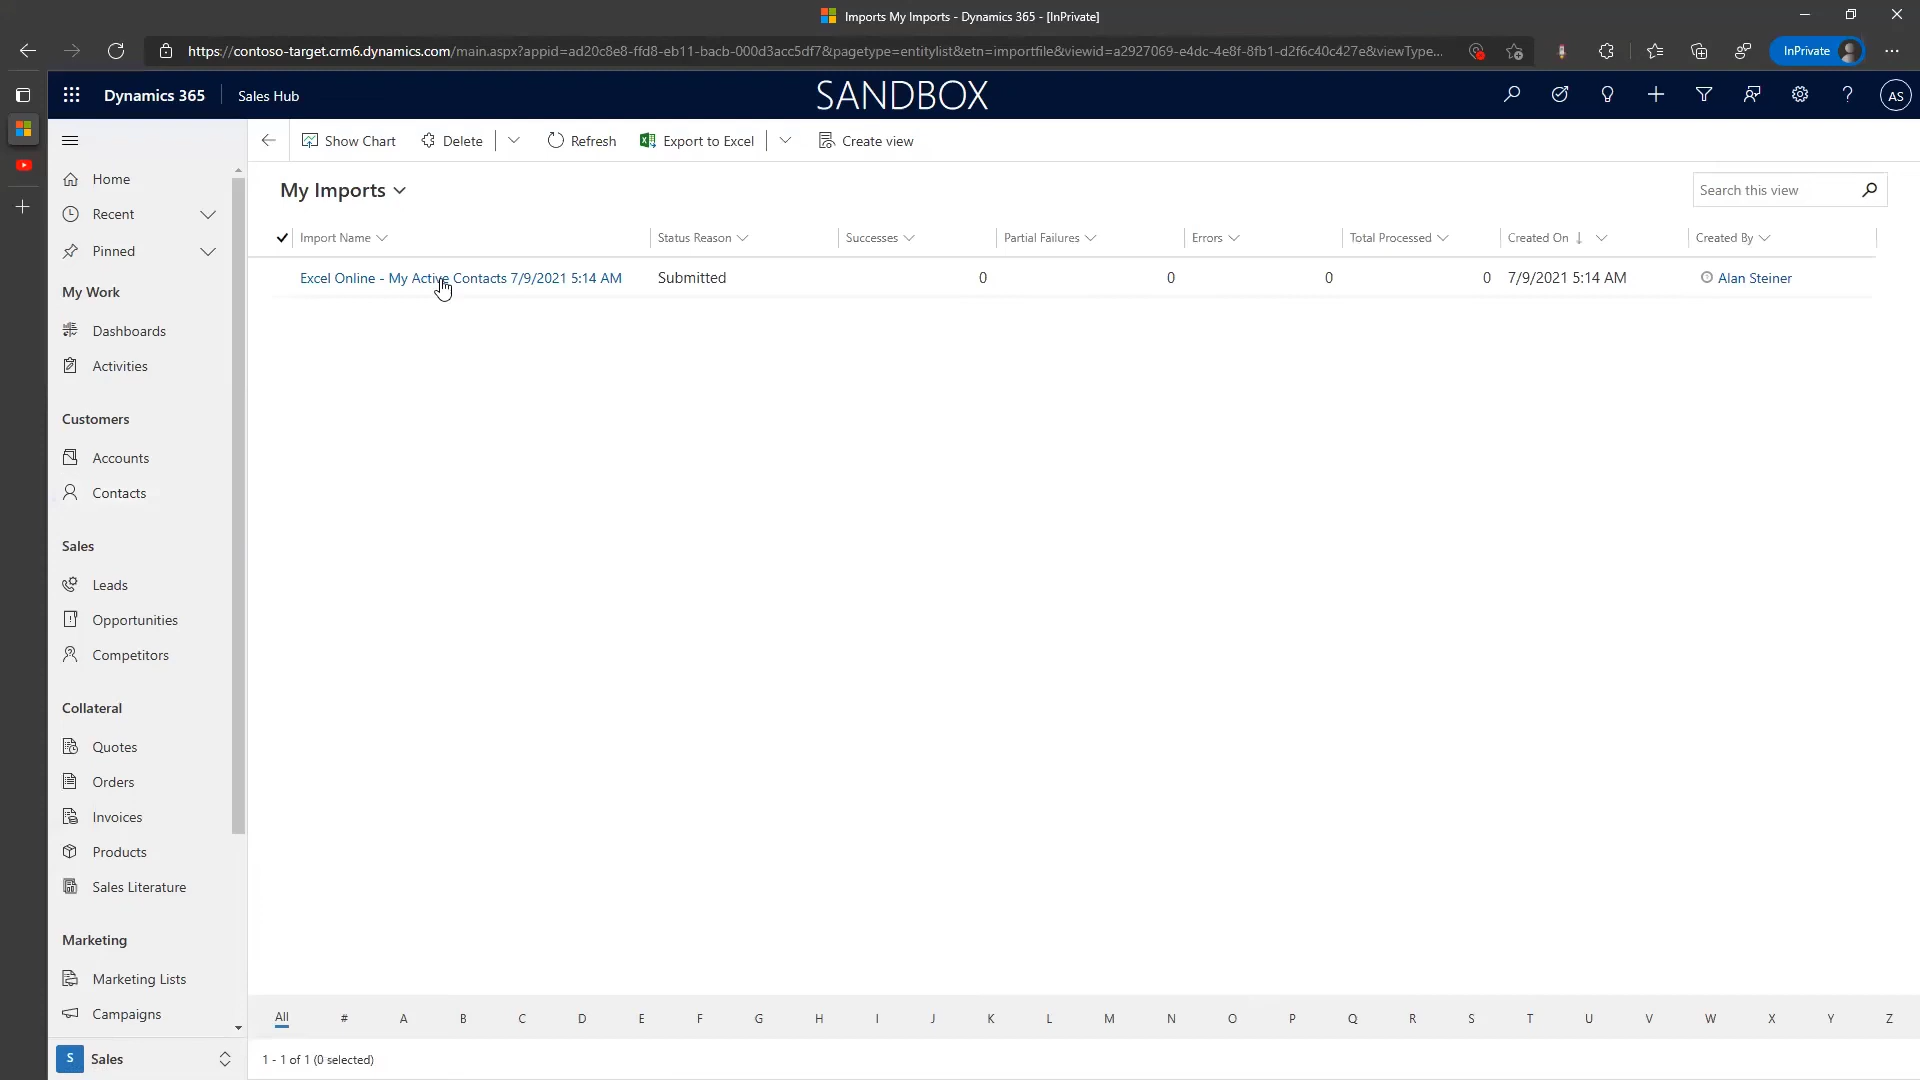 Imports My Imports - Dynamics 365 - [InPrivate]
https://contoso-target.crm6.dynamics.com/main.aspx?appid=ad20c8e8-ffd8-eb11-bacb-000d3acc5df7&pagetype=entitylist&etn=importfile&viewid=a2927069-e4dc-4e8f-8fb1-d2f6c40c427e&viewType...
InPrivate
Dynamics 365
Sales Hub
SANDBOX
AS
Show Chart
Delete
Refresh
Export to Excel
Create view
Home
Recent
Pinned
My Work
Dashboards
Activities
Customers
Accounts
Contacts
Sales
Leads
Opportunities
Competitors
Collateral
Quotes
Orders
Invoices
Products
Sales Literature
Marketing
Marketing Lists
Campaigns
S Sales
My Imports
Search this view
Import Name Status Reason Successes Partial Failures Errors Total Processed Created On ↓ Created By
Excel Online - My Active Contacts 7/9/2021 5:14 AM Submitted 0 0 0 0 7/9/2021 5:14 AM Alan Steiner
All # A B C D E F G H I J K L M N O P Q R S T U V W X Y Z
1 - 1 of 1 (0 selected)